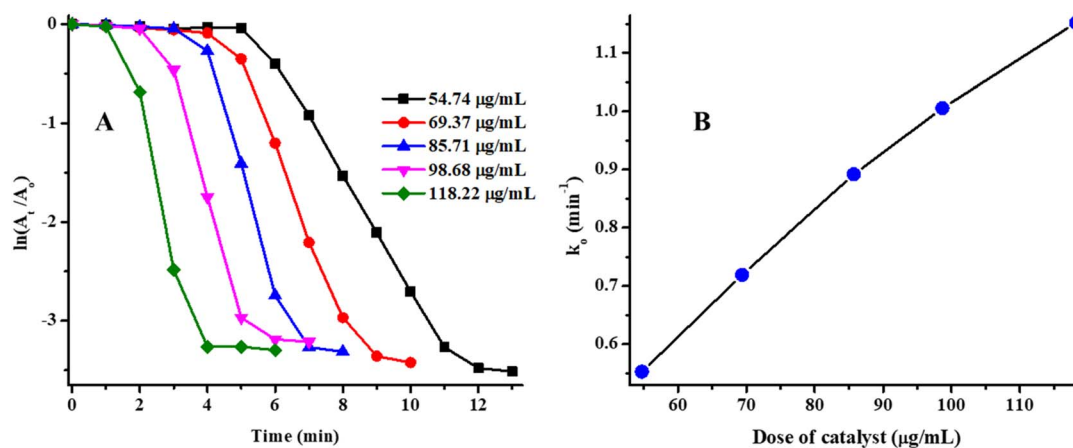 0
-1
-2
-3
ln(Aₜ/Aₒ)
A
54.74 µg/mL
69.37 µg/mL
85.71 µg/mL
98.68 µg/mL
118.22 µg/mL
0 2 4 6 8 10 12
Time (min)
1.1
1.0
0.9
0.8
0.7
0.6
kₒ (min⁻¹)
B
60 70 80 90 100 110
Dose of catalyst (µg/mL)